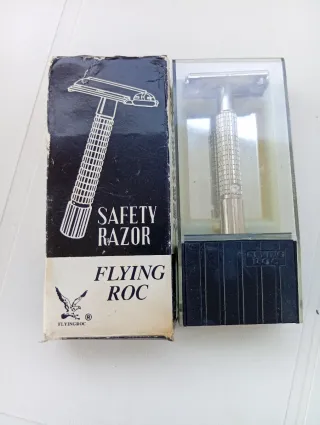 SAFETY
RAZOR
FLYING
ROC
FLYINGROC
®